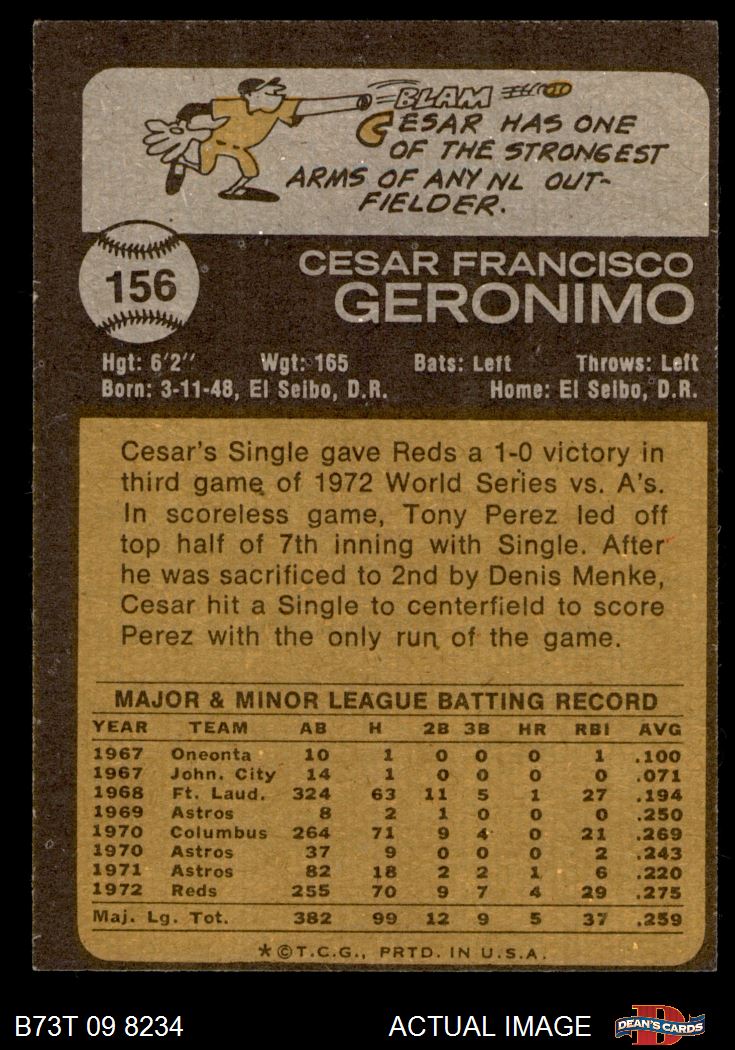 BLAM
CESAR HAS ONE
OF THE STRONGEST
ARMS OF ANY NL OUT-
FIELDER.
156
CESAR FRANCISCO
GERONIMO
Hgt: 6'2" Wgt: 165 Bats: Left Throws: Left
Born: 3-11-48, El Seibo, D.R. Home: El Seibo, D.R.
Cesar's Single gave Reds a 1-0 victory in
third game of 1972 World Series vs. A's.
In scoreless game, Tony Perez led off
top half of 7th inning with Single. After
he was sacrificed to 2nd by Denis Menke,
Cesar hit a Single to centerfield to score
Perez with the only run of the game.
MAJOR & MINOR LEAGUE BATTING RECORD
YEAR TEAM AB H 2B 3B HR RBI AVG
1967 Oneonta 10 1 0 0 0 1 .100
1967 John. City 14 1 0 0 0 0 .071
1968 Ft. Laud. 324 63 11 5 1 27 .194
1969 Astros 8 2 1 0 0 0 .250
1970 Columbus 264 71 9 4 0 21 .269
1970 Astros 37 9 0 0 0 2 .243
1971 Astros 82 18 2 2 1 6 .220
1972 Reds 255 70 9 7 4 29 .275
Maj. Lg. Tot. 382 99 12 9 5 37 .259
*©T.C.G., PRTD. IN U.S.A.
B73T 09 8234 ACTUAL IMAGE DEAN'S CARDS